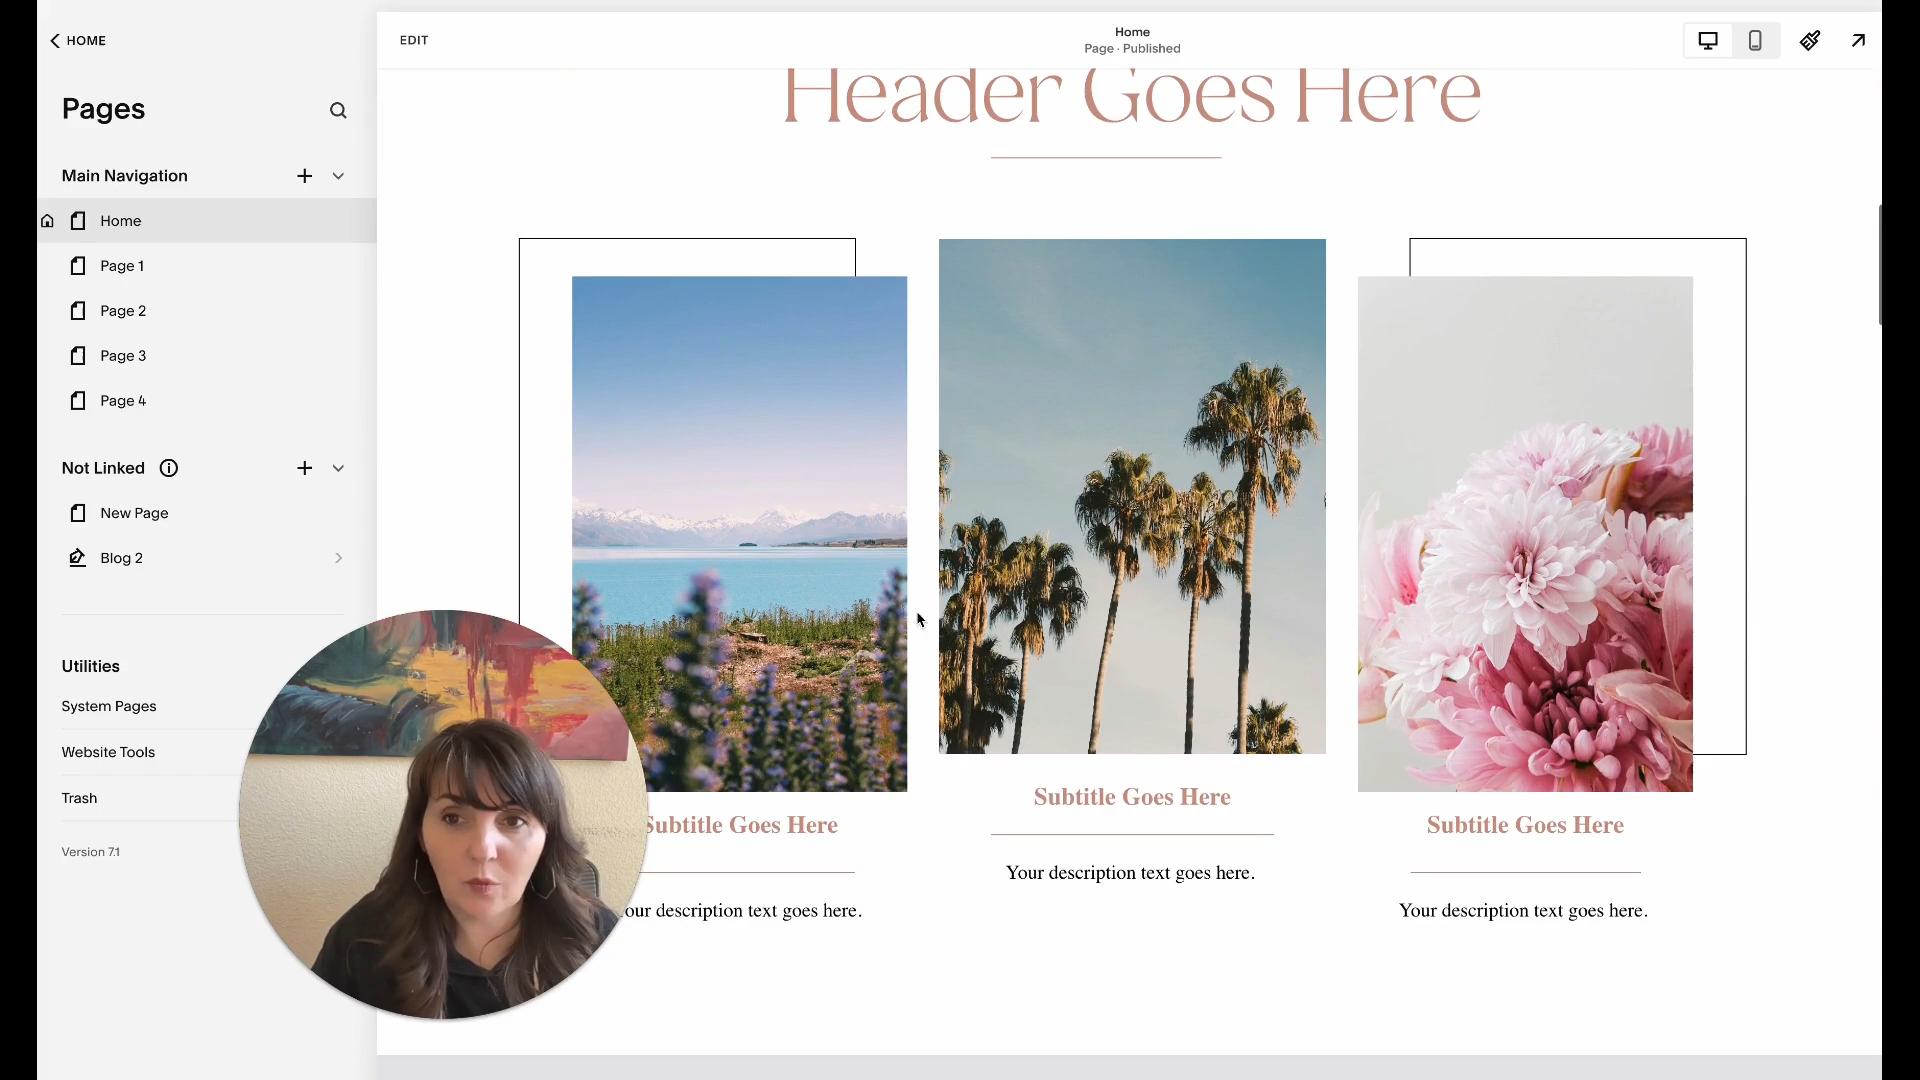 HOME
Pages
Main Navigation
Home
Page 1
Page 2
Page 3
Page 4
Not Linked
New Page
Blog 2
Utilities
System Pages
Website Tools
Trash
Version 7.1
EDIT
Home
Page · Published
Header Goes Here
Subtitle Goes Here
our description text goes here.
Subtitle Goes Here
Your description text goes here.
Subtitle Goes Here
Your description text goes here.